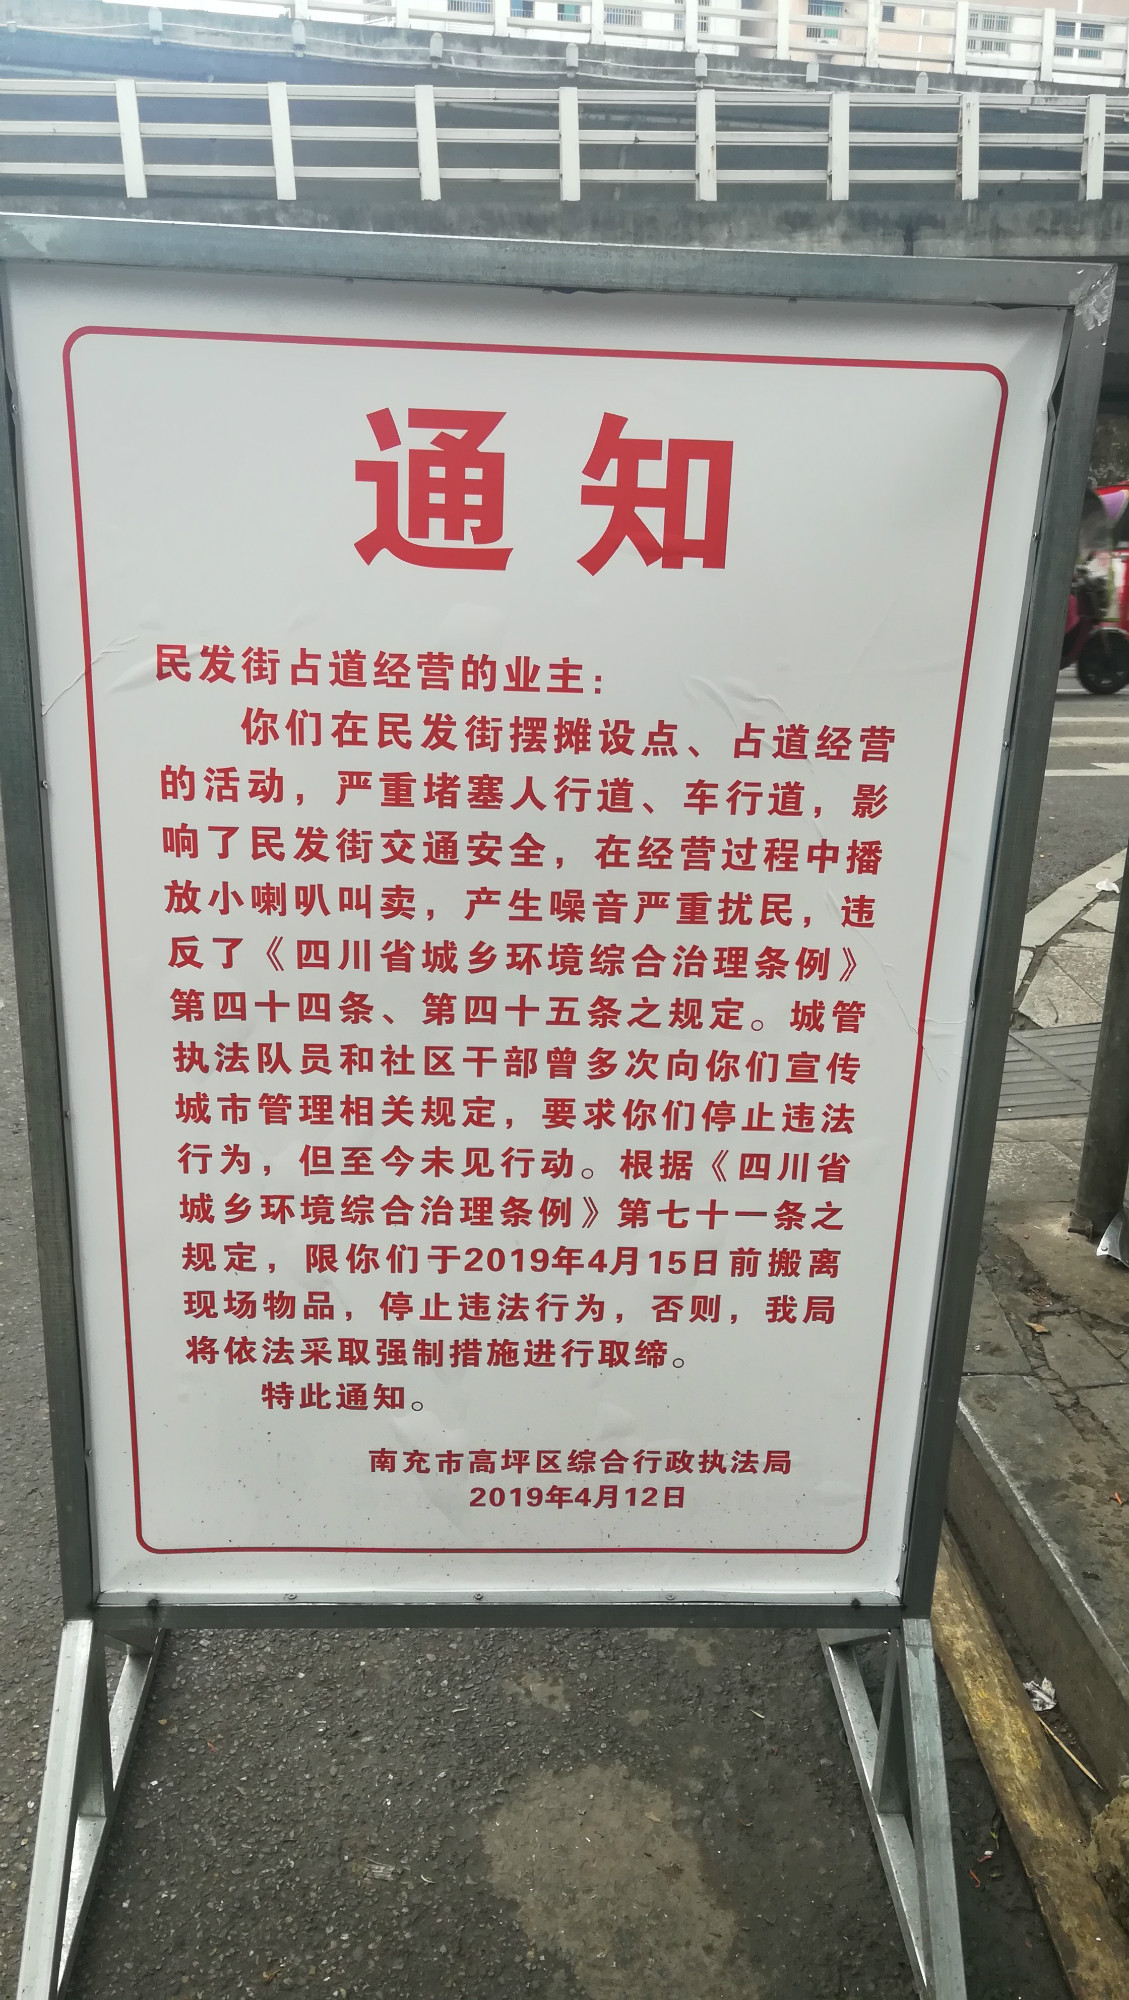 通知
民发街占道经营的业主：
你们在民发街摆摊设点、占道经营
的活动，严重堵塞人行道、车行道，影
响了民发街交通安全，在经营过程中播
放小喇叭叫卖，产生噪音严重扰民，违
反了《四川省城乡环境综合治理条例》
第四十四条、第四十五条之规定。城管
执法队员和社区干部曾多次向你们宣传
城市管理相关规定，要求你们停止违法
行为，但至今未见行动。根据《四川省
城乡环境综合治理条例》第七十一条之
规定，限你们于2019年4月15日前搬离
现场物品，停止违法行为，否则，我局
将依法采取强制措施进行取缔。
特此通知。
南充市高坪区综合行政执法局
2019年4月12日